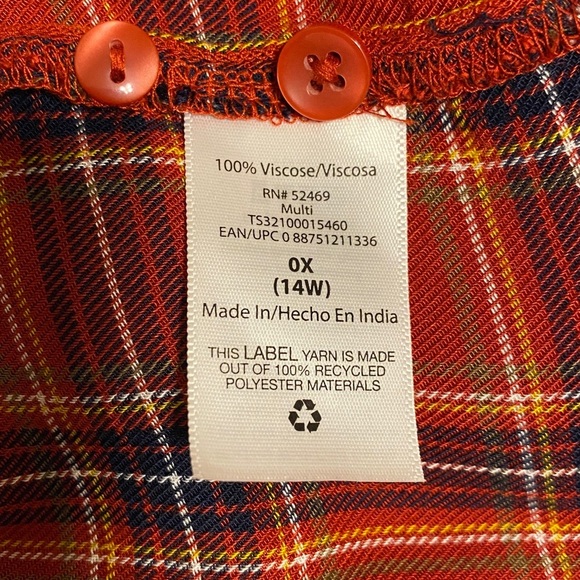 100% Viscose/Viscosa
RN# 52469
Multi
TS32100015460
EAN/UPC 0 88751211336
0X
(14W)
Made In/Hecho En India
THIS LABEL YARN IS MADE
OUT OF 100% RECYCLED
POLYESTER MATERIALS